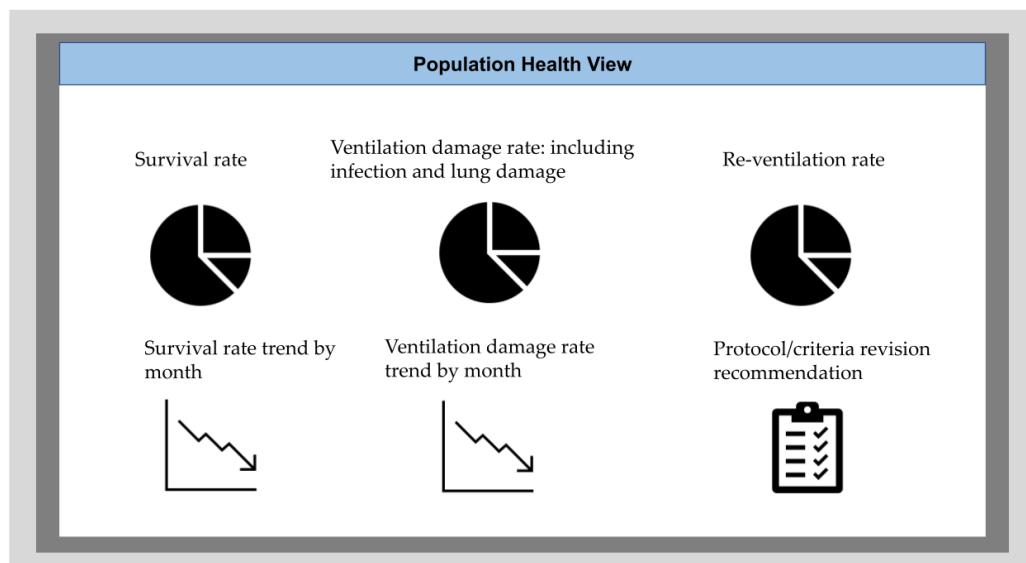 Population Health View
Survival rate
Ventilation damage rate: including
infection and lung damage
Re-ventilation rate
Survival rate trend by
month
Ventilation damage rate
trend by month
Protocol/criteria revision
recommendation